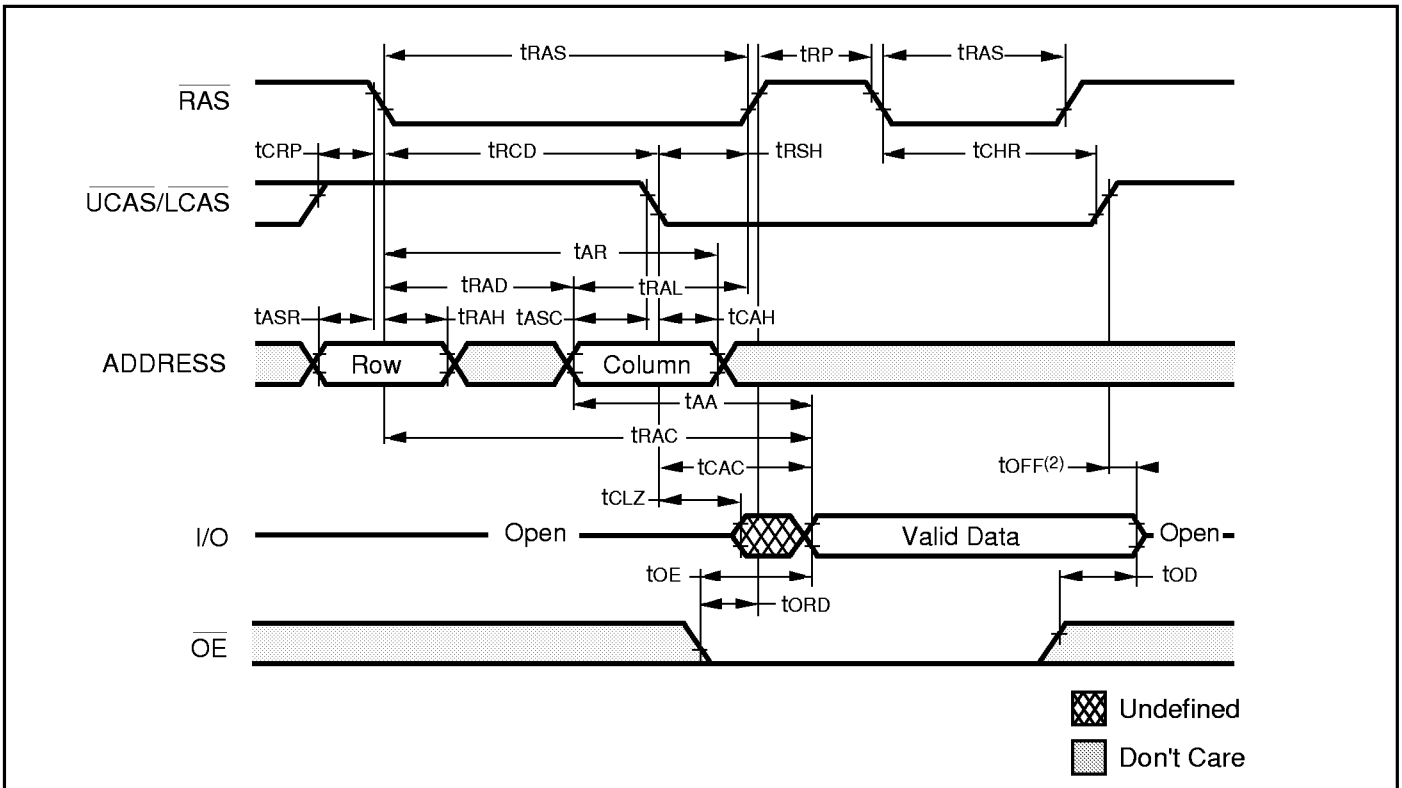 tRAS tRP tRAS
RAS
tCRP tRCD tRSH tCHR
UCAS/LCAS
tAR
tRAD tRAL
tASR tRAH tASC tCAH
ADDRESS Row Column
tAA
tRAC
tCAC tOFF(2)
tCLZ
I/O Open Valid Data Open
tOE tOD
tORD
OE
Undefined
Don't Care